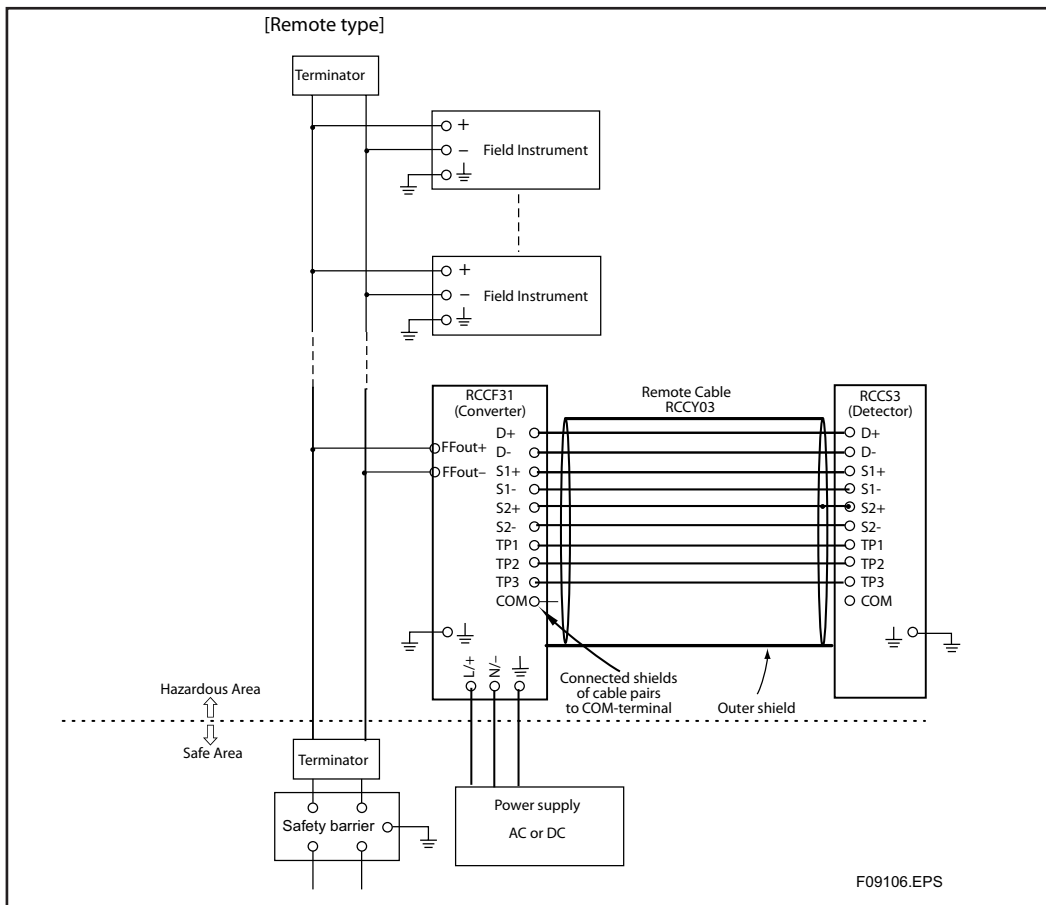 [Remote type]
Terminator
+
−
Field Instrument
+
−
Field Instrument
RCCF31
(Converter)
Remote Cable
RCCY03
RCCS3
(Detector)
FFout+
FFout−
D+
D-
S1+
S1-
S2+
S2-
TP1
TP2
TP3
COM
D+
D-
S1+
S1-
S2+
S2-
TP1
TP2
TP3
COM
L/+
N/−
Connected shields
of cable pairs
to COM-terminal
Outer shield
Hazardous Area
Safe Area
Terminator
Safety barrier
Power supply
AC or DC
F09106.EPS